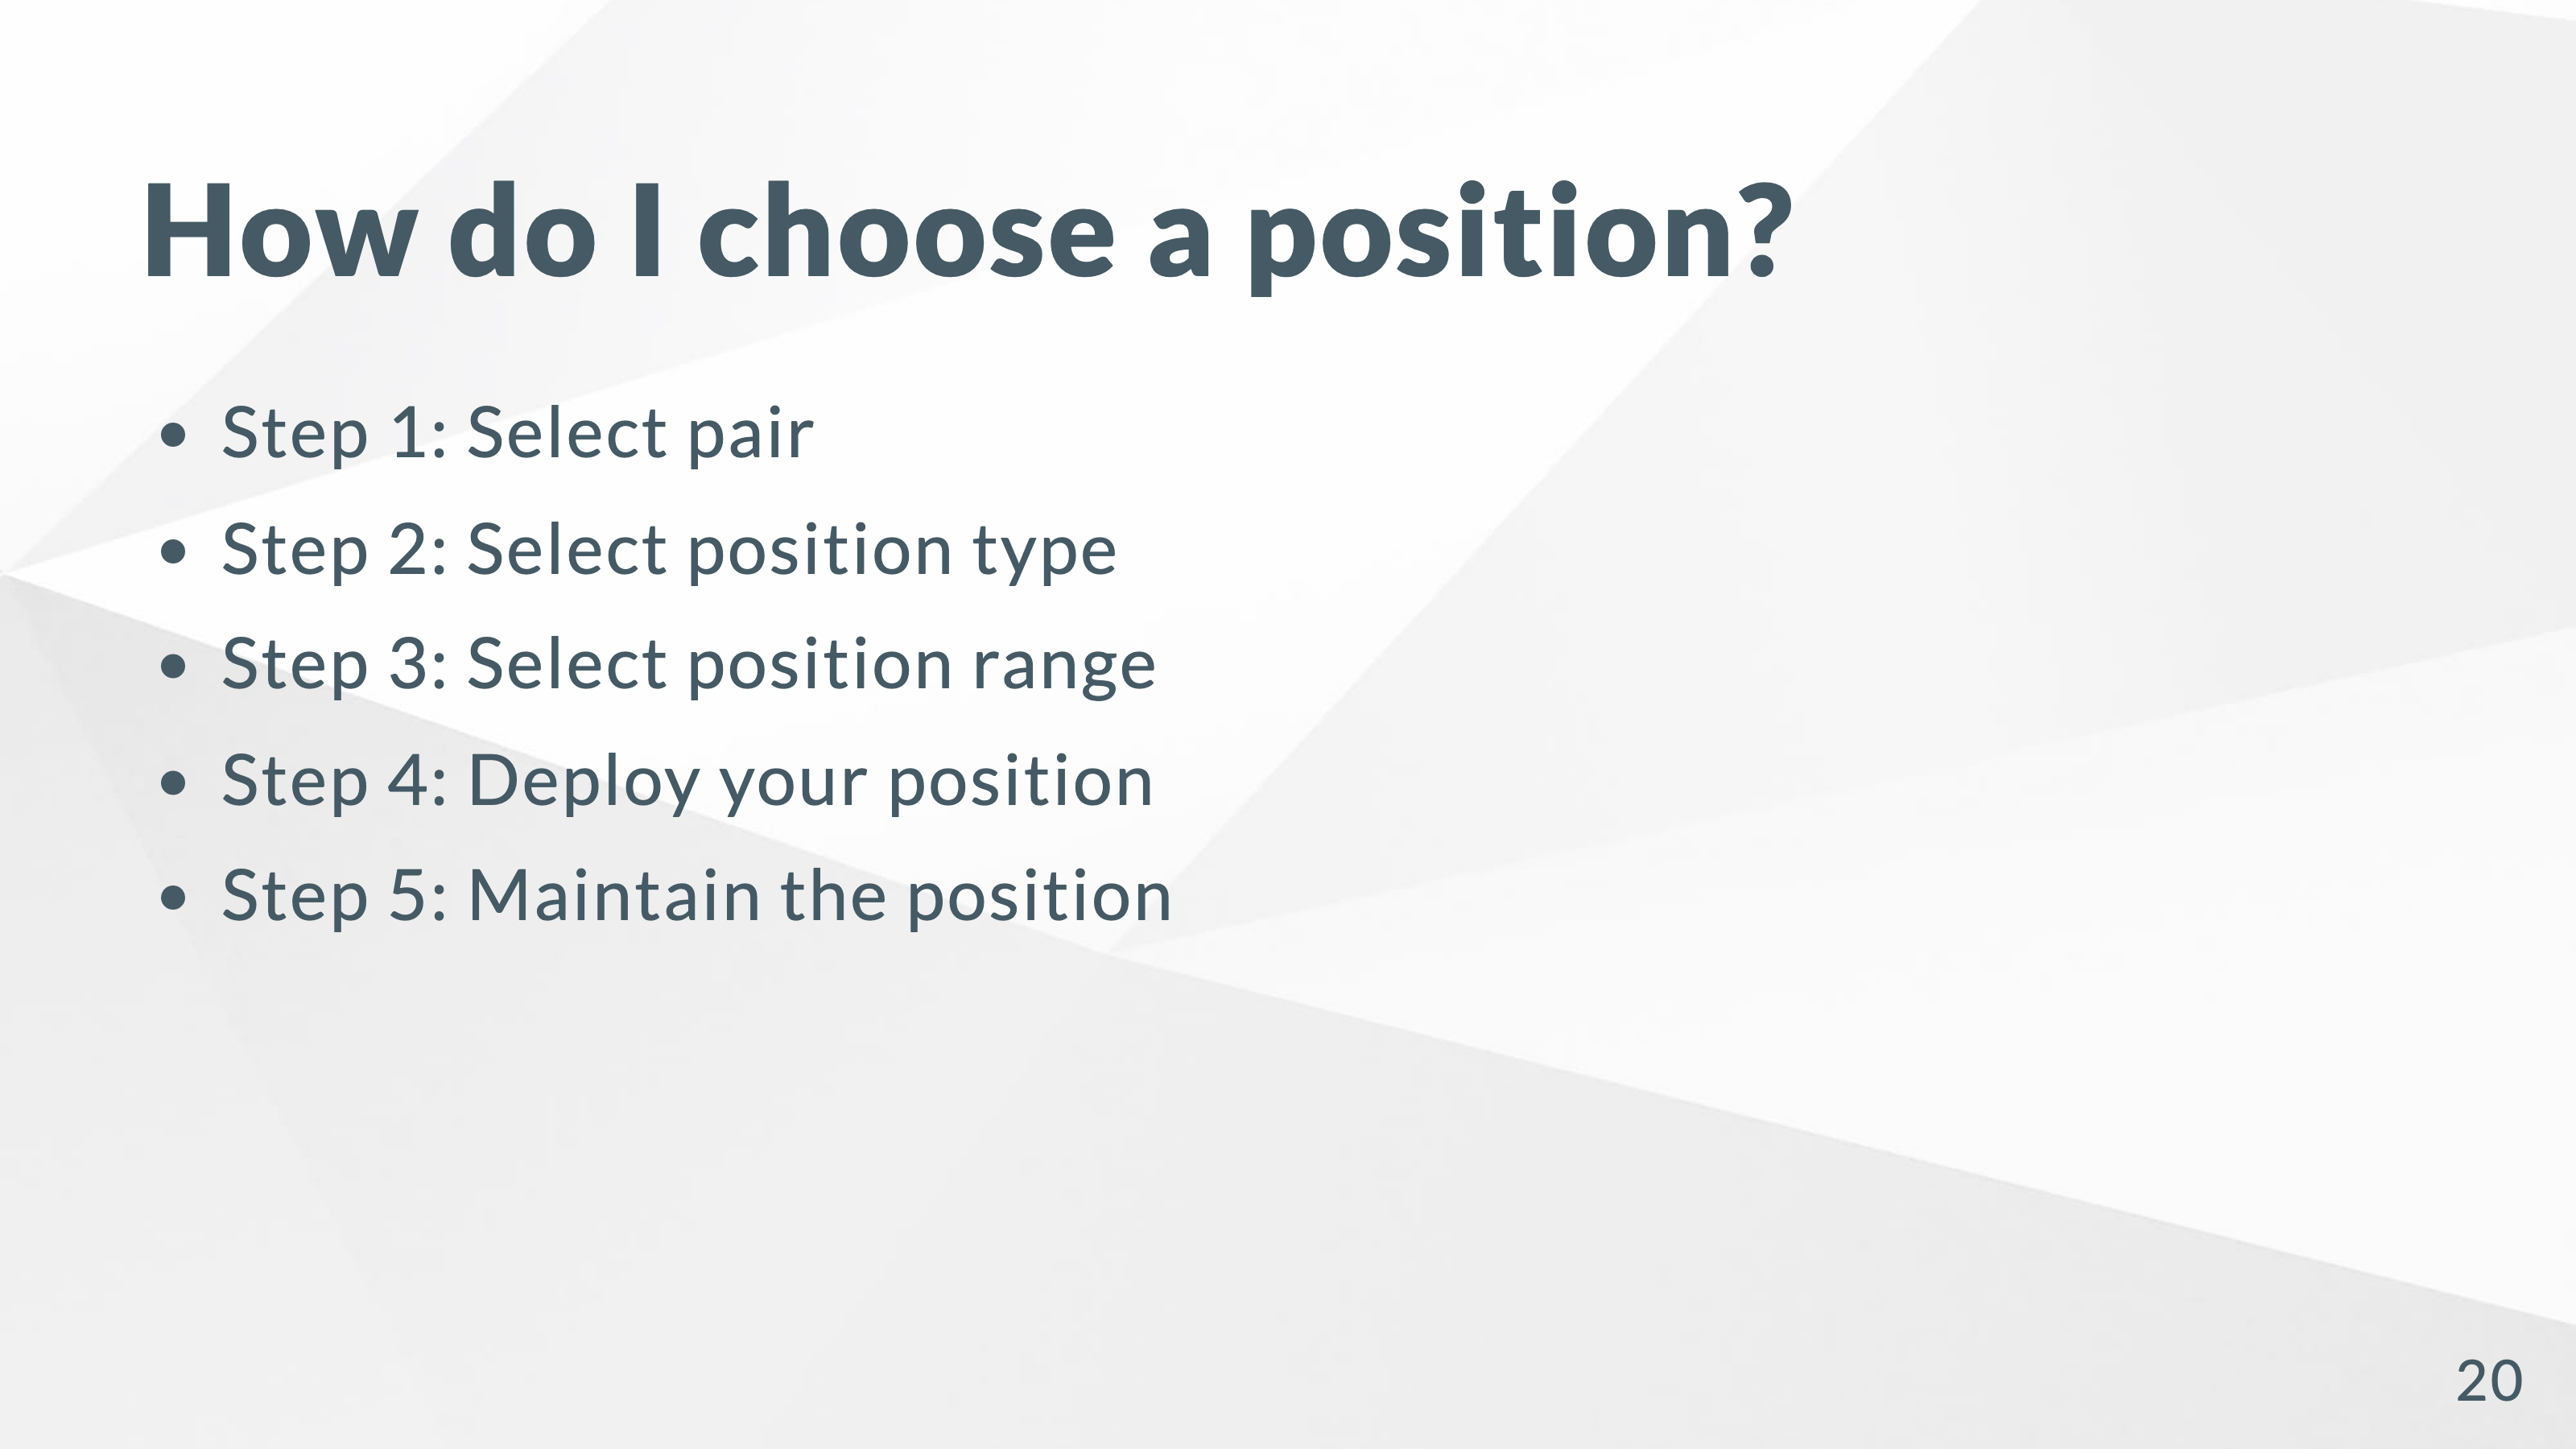 How do I choose a position?
• Step 1: Select pair
• Step 2: Select position type
• Step 3: Select position range
• Step 4: Deploy your position
• Step 5: Maintain the position
20